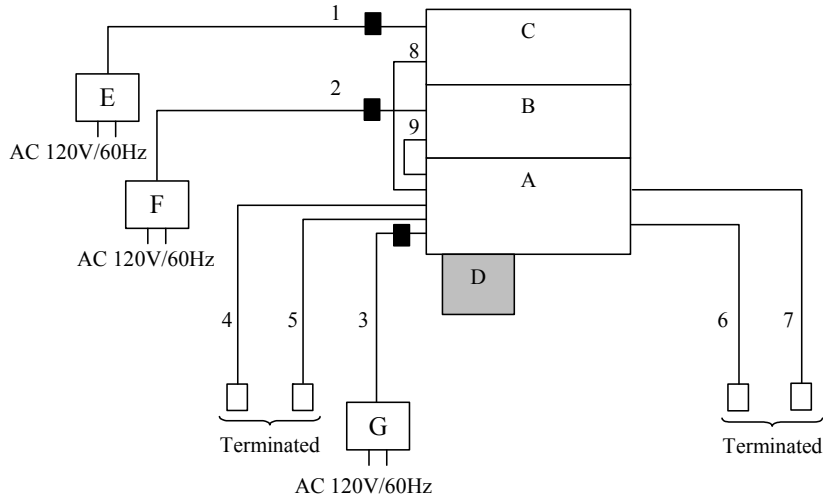 1
C
8
E
2
B
AC 120V/60Hz
9
A
F
AC 120V/60Hz
D
4
5
3
6
7
G
Terminated
Terminated
AC 120V/60Hz